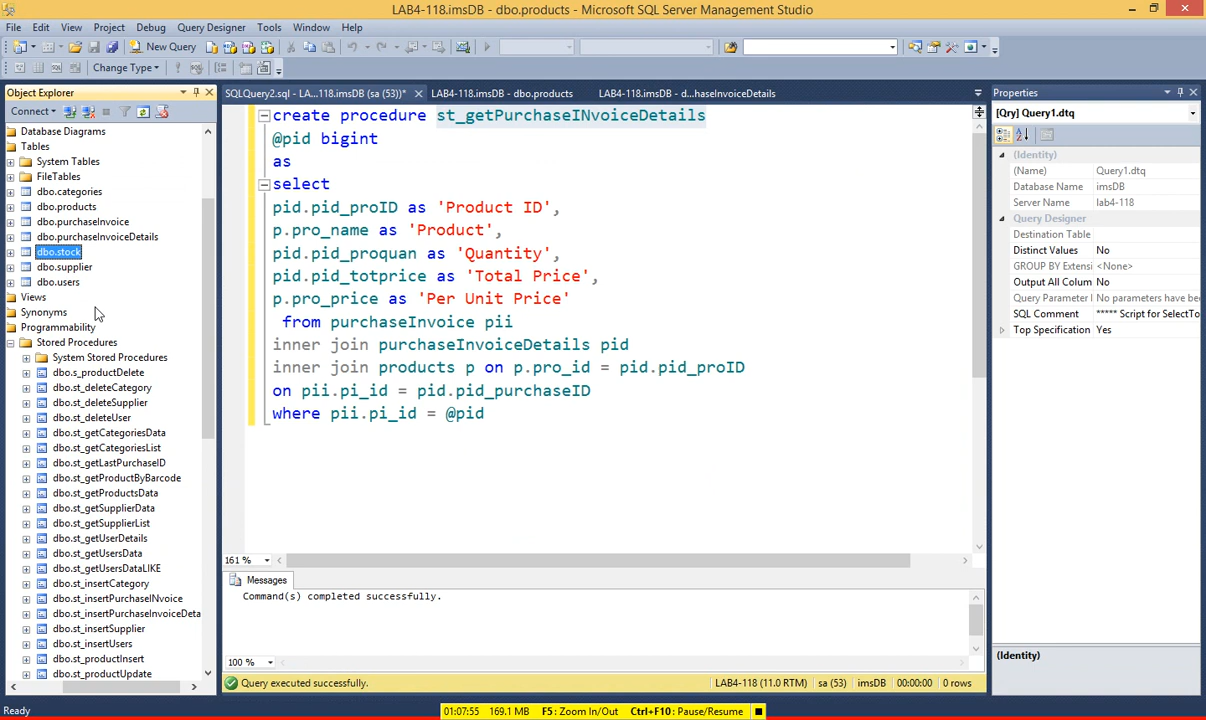 LAB4-118.imsDB - dbo.products - Microsoft SQL Server Management Studio
File Edit View Project Debug Query Designer Tools Window Help
New Query
Change Type
Object Explorer
Connect
Database Diagrams
Tables
System Tables
FileTables
dbo.categories
dbo.products
dbo.purchaseInvoice
dbo.purchaseInvoiceDetails
dbo.stock
dbo.supplier
dbo.users
Views
Synonyms
Programmability
Stored Procedures
System Stored Procedures
dbo.s_productDelete
dbo.st_deleteCategory
dbo.st_deleteSupplier
dbo.st_deleteUser
dbo.st_getCategoriesData
dbo.st_getCategoriesList
dbo.st_getLastPurchaseID
dbo.st_getProductByBarcode
dbo.st_getProductsData
dbo.st_getSupplierData
dbo.st_getSupplierList
dbo.st_getUserDetails
dbo.st_getUsersData
dbo.st_getUsersDataLIKE
dbo.st_insertCategory
dbo.st_insertPurchaseINvoice
dbo.st_insertPurchaseInvoiceDeta
dbo.st_insertSupplier
dbo.st_insertUsers
dbo.st_productInsert
dbo.st_productUpdate
SQLQuery2.sql - LA...118.imsDB (sa (53))* LAB4-118.imsDB - dbo.products LAB4-118.imsDB - d...haseInvoiceDetails
create procedure st_getPurchaseINvoiceDetails
@pid bigint
as
select
pid.pid_proID as 'Product ID',
p.pro_name as 'Product',
pid.pid_proquan as 'Quantity',
pid.pid_totprice as 'Total Price',
p.pro_price as 'Per Unit Price'
from purchaseInvoice pii
inner join purchaseInvoiceDetails pid
inner join products p on p.pro_id = pid.pid_proID
on pii.pi_id = pid.pid_purchaseID
where pii.pi_id = @pid
161 %
Messages
Command(s) completed successfully.
100 %
Query executed successfully. LAB4-118 (11.0 RTM) sa (53) imsDB 00:00:00 0 rows
Properties
[Qry] Query1.dtq
(Identity)
(Name) Query1.dtq
Database Name imsDB
Server Name lab4-118
Query Designer
Destination Table
Distinct Values No
GROUP BY Extensi <None>
Output All Colum No
Query Parameter I No parameters have been
SQL Comment ***** Script for SelectTo
Top Specification Yes
(Identity)
Ready
01:07:55 169.1 MB F5: Zoom In/Out Ctrl+F10: Pause/Resume